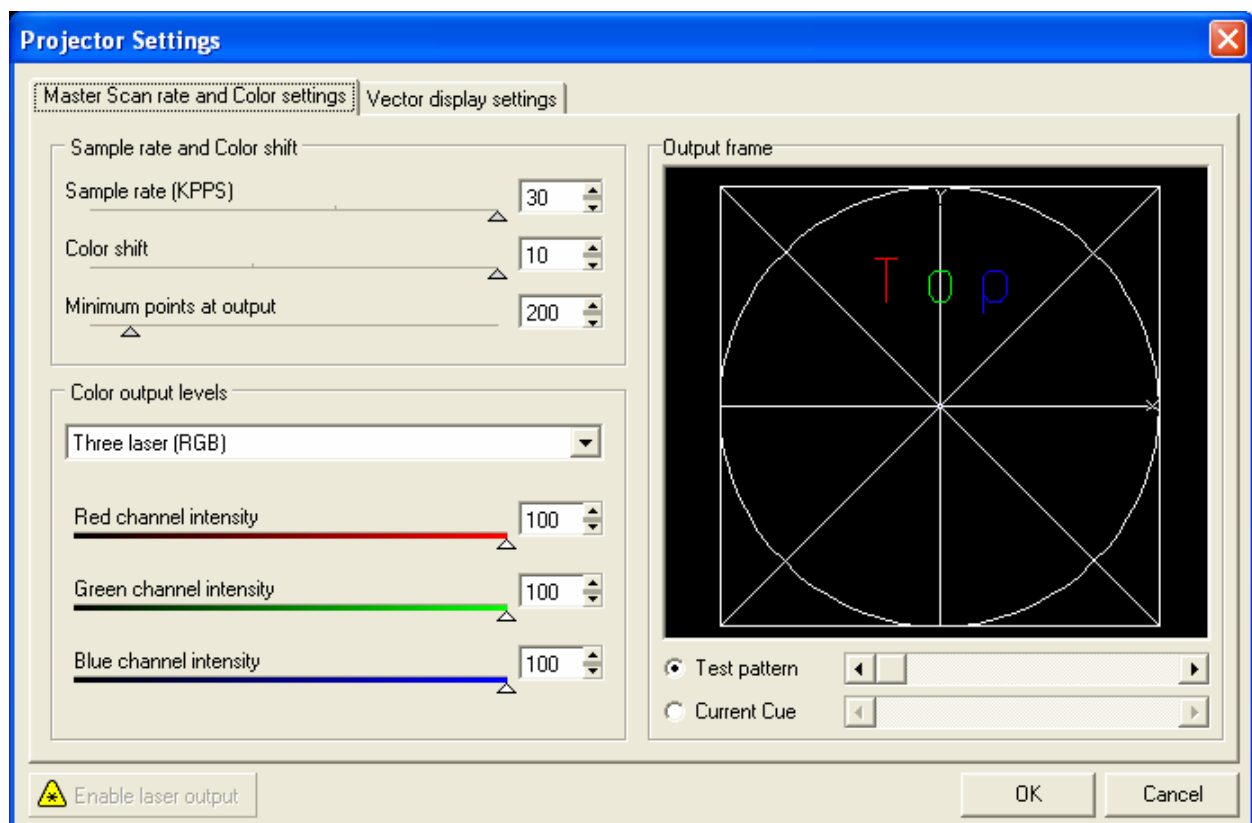 Projector Settings
Master Scan rate and Color settings
Vector display settings
Sample rate and Color shift
Sample rate (KPPS)
30
Color shift
10
Minimum points at output
200
Color output levels
Three laser (RGB)
Red channel intensity
100
Green channel intensity
100
Blue channel intensity
100
Output frame
Y
Top
X
Test pattern
Current Cue
Enable laser output
OK
Cancel